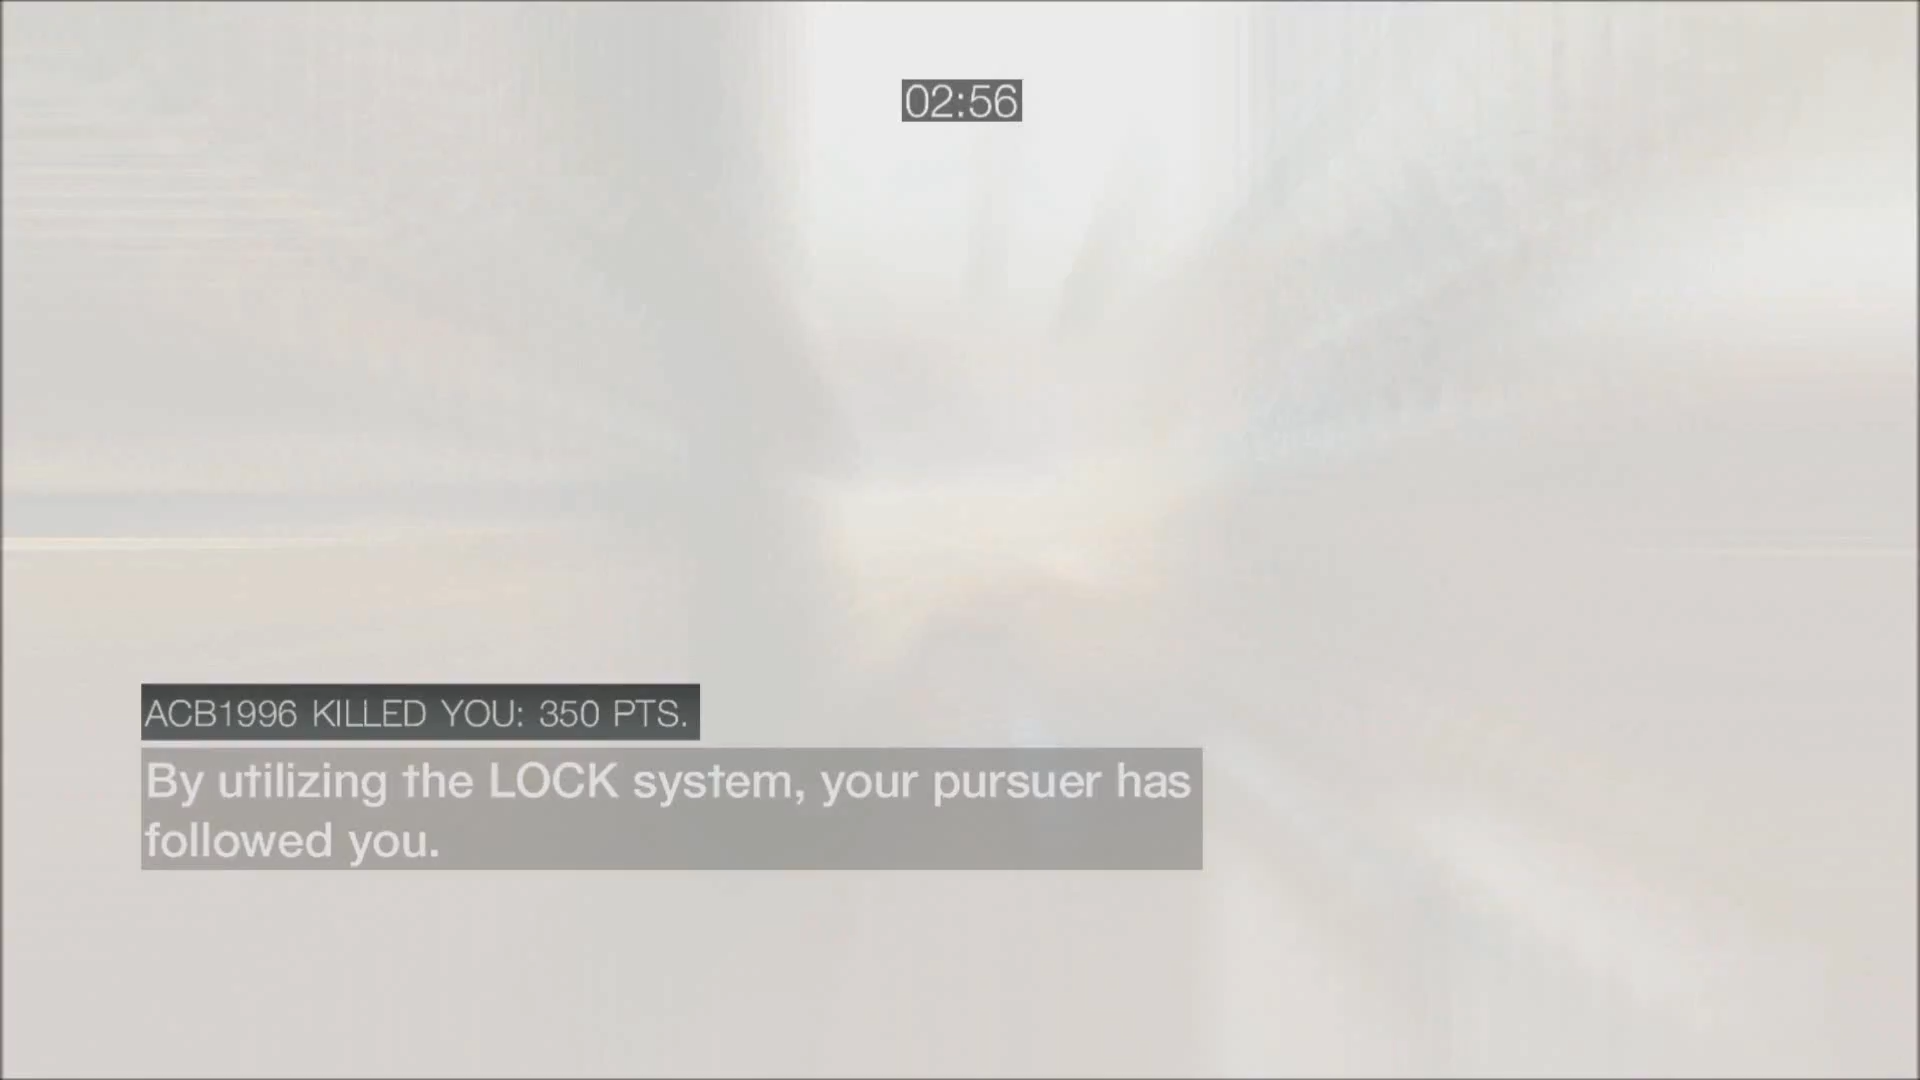 02:56
ACB1996 KILLED YOU: 350 PTS.
By utilizing the LOCK system, your pursuer has
followed you.